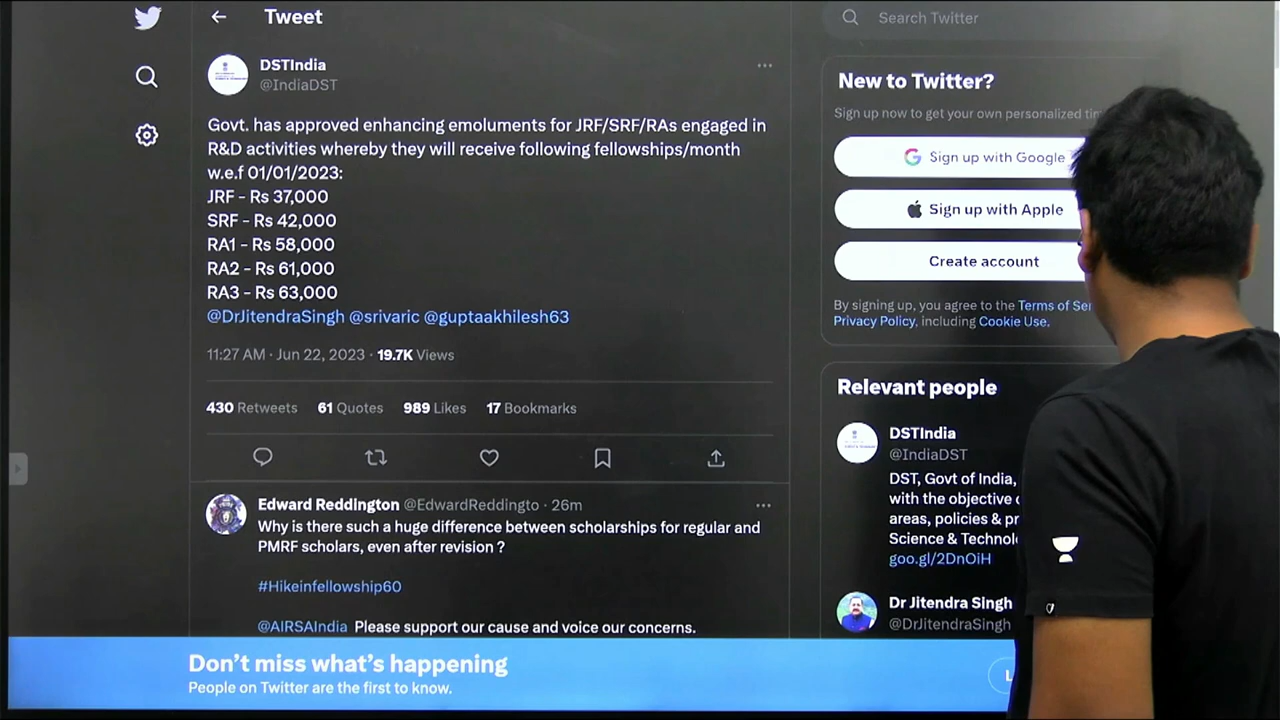 Tweet
DSTIndia
@IndiaDST
Govt. has approved enhancing emoluments for JRF/SRF/RAs engaged in
R&D activities whereby they will receive following fellowships/month
w.e.f 01/01/2023:
JRF - Rs 37,000
SRF - Rs 42,000
RA1 - Rs 58,000
RA2 - Rs 61,000
RA3 - Rs 63,000
@DrJitendraSingh @srivaric @guptaakhilesh63
11:27 AM · Jun 22, 2023 · 19.7K Views
430 Retweets 61 Quotes 989 Likes 17 Bookmarks
Edward Reddington @EdwardReddingto · 26m
Why is there such a huge difference between scholarships for regular and
PMRF scholars, even after revision ?
#Hikeinfellowship60
@AIRSAIndia Please support our cause and voice our concerns.
Search Twitter
New to Twitter?
Sign up now to get your own personalized
Sign up with Google
Sign up with Apple
Create account
By signing up, you agree to the Terms of
Privacy Policy, including Cookie Use.
Relevant people
DSTIndia
@IndiaDST
DST, Govt of India,
with the objective
areas, policies &
Science &
goo.gl/2DnOiH
Dr Jitendra Singh
@DrJitendraSingh
Don't miss what's happening
People on Twitter are the first to know.